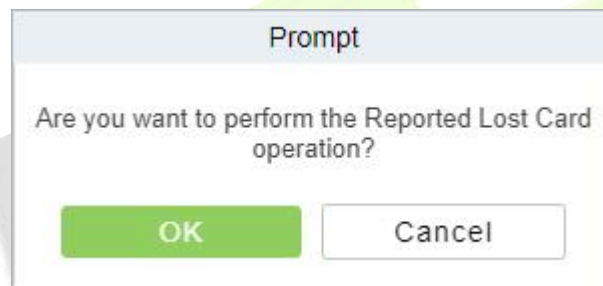 Prompt
Are you want to perform the Reported Lost Card
operation?
OK
Cancel